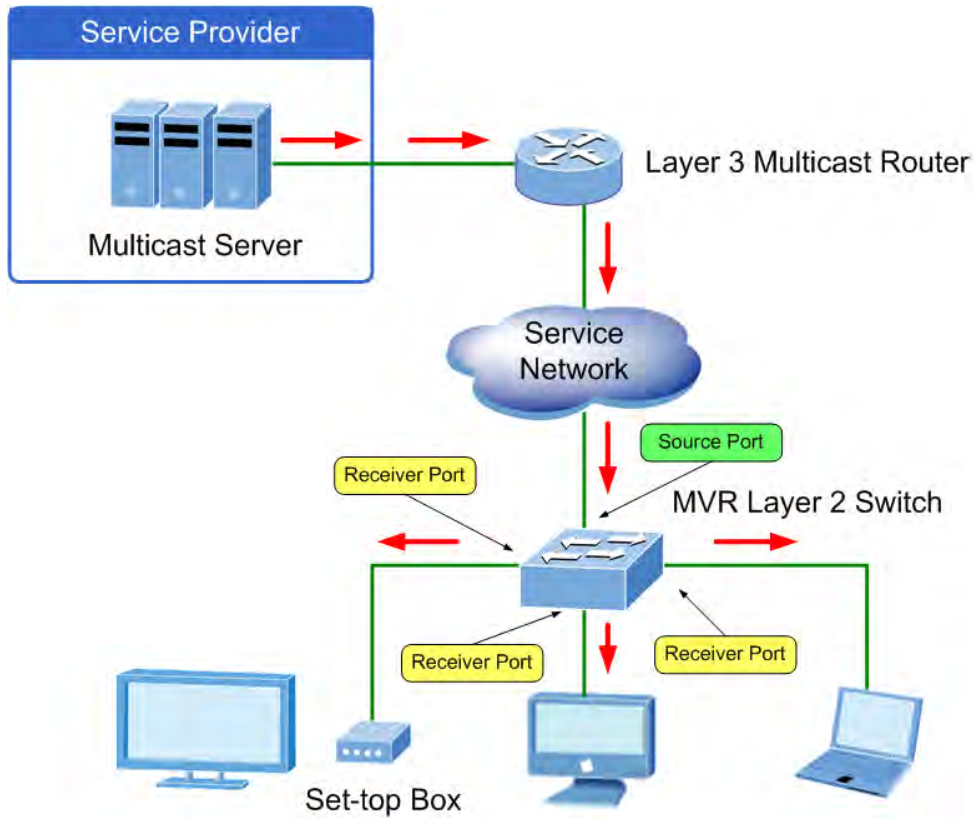 Service Provider
Multicast Server
Layer 3 Multicast Router
Service
Network
Source Port
Receiver Port
MVR Layer 2 Switch
Receiver Port
Receiver Port
Set-top Box